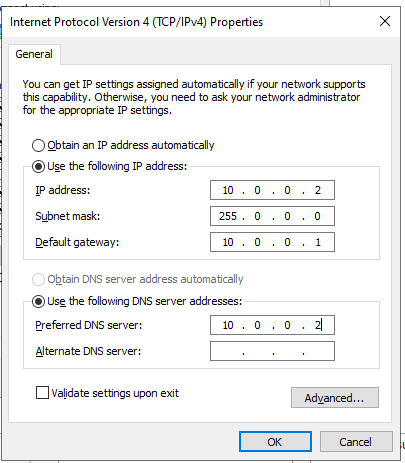 Internet Protocol Version 4 (TCP/IPv4) Properties
General
You can get IP settings assigned automatically if your network supports
this capability. Otherwise, you need to ask your network administrator
for the appropriate IP settings.
Obtain an IP address automatically
Use the following IP address:
IP address: 10 . 0 . 0 . 2
Subnet mask: 255 . 0 . 0 . 0
Default gateway: 10 . 0 . 0 . 1
Obtain DNS server address automatically
Use the following DNS server addresses:
Preferred DNS server: 10 . 0 . 0 . 2
Alternate DNS server: . . .
Validate settings upon exit
Advanced...
OK Cancel